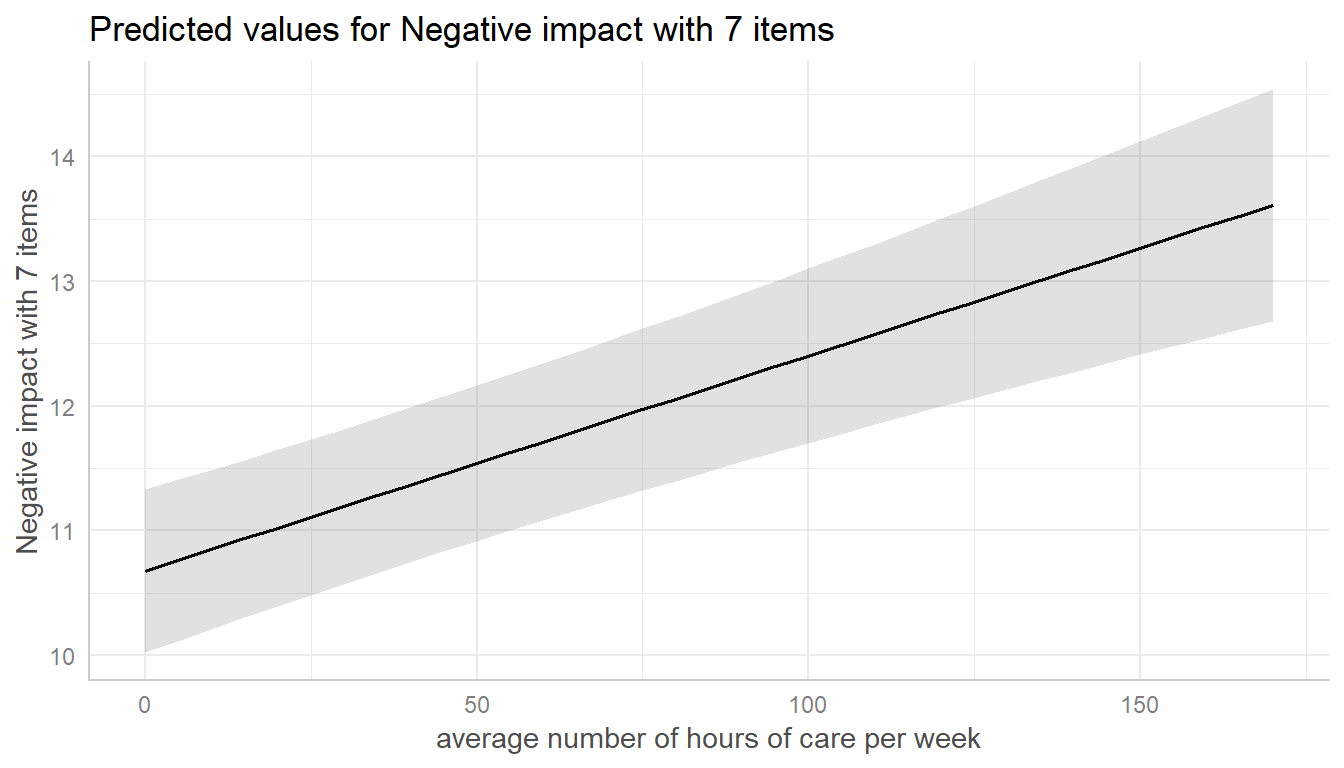 Predicted values for Negative impact with 7 items
Negative impact with 7 items
14
13
12
11
10
0 50 100 150
average number of hours of care per week